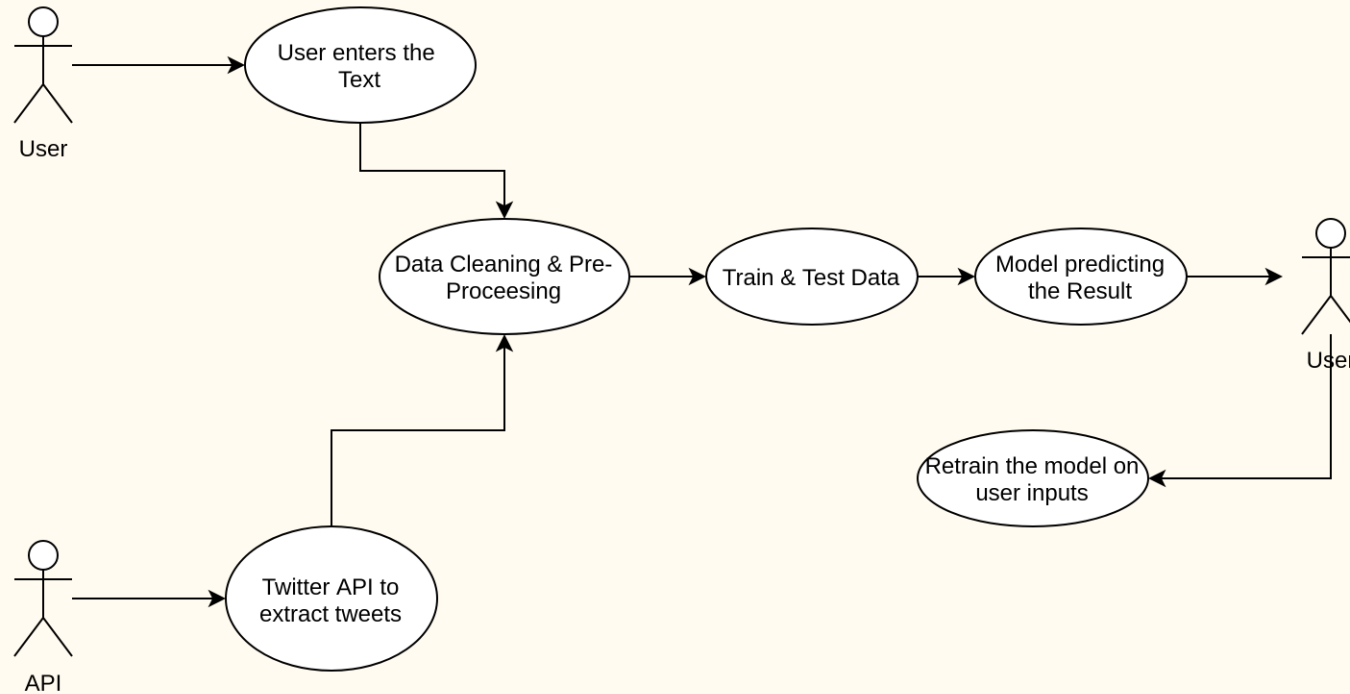 User enters the
Text
User
Data Cleaning & Pre-
Proceesing
Train & Test Data
Model predicting
the Result
User
Retrain the model on
user inputs
Twitter API to
extract tweets
API